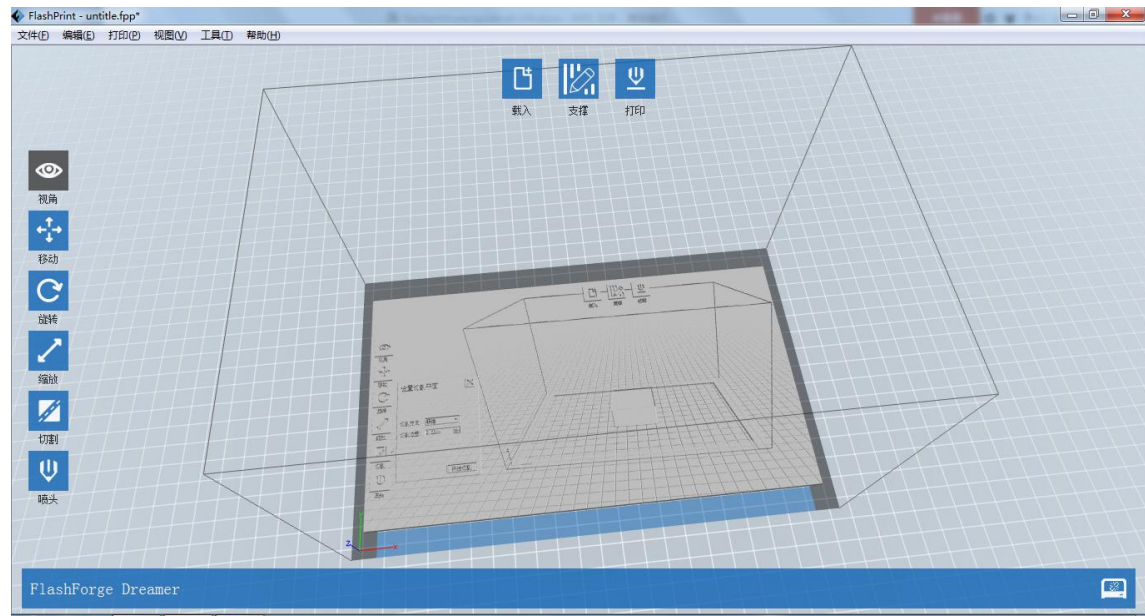 FlashPrint - untitle.fpp*
文件(F) 编辑(E) 打印(P) 视图(V) 工具(T) 帮助(H)
载入 支撑 打印
视角
移动
旋转
缩放
切割
喷头
z x
FlashForge Dreamer